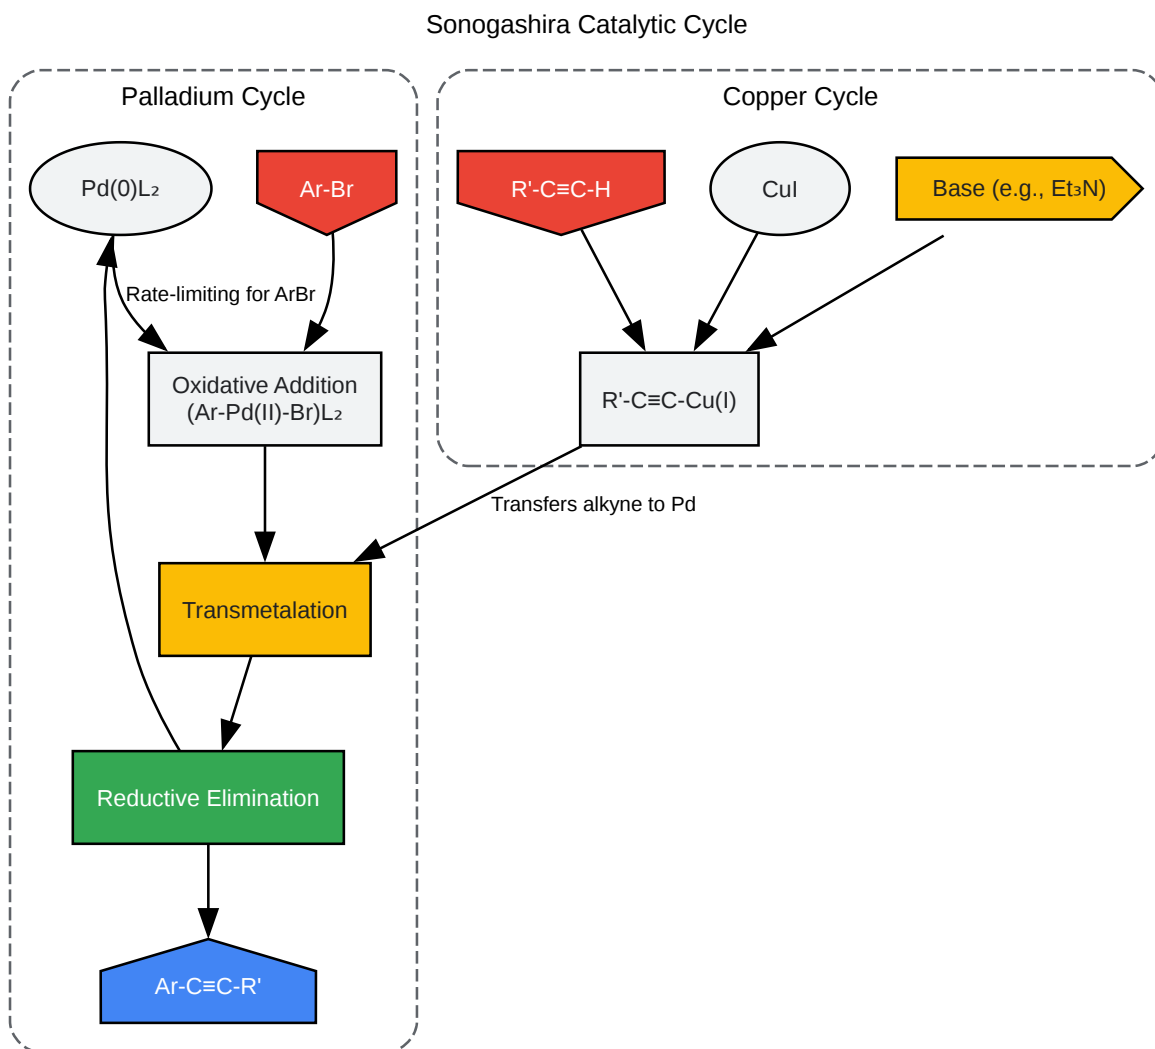 Sonogashira Catalytic Cycle
Palladium Cycle
Copper Cycle
Pd(0)L₂
Ar-Br
R'-C≡C-H
CuI
Base (e.g., Et₃N)
Rate-limiting for ArBr
Oxidative Addition
(Ar-Pd(II)-Br)L₂
R'-C≡C-Cu(I)
Transfers alkyne to Pd
Transmetalation
Reductive Elimination
Ar-C≡C-R'